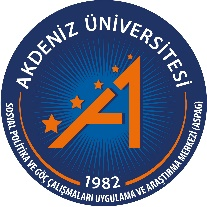 AKDENİZ ÜNİVERSİTESİ
1982
SOSYAL POLİTİKA VE GÖÇ ÇALIŞMALARI UYGULAMA VE ARAŞTIRMA MERKEZİ (ASPAG)